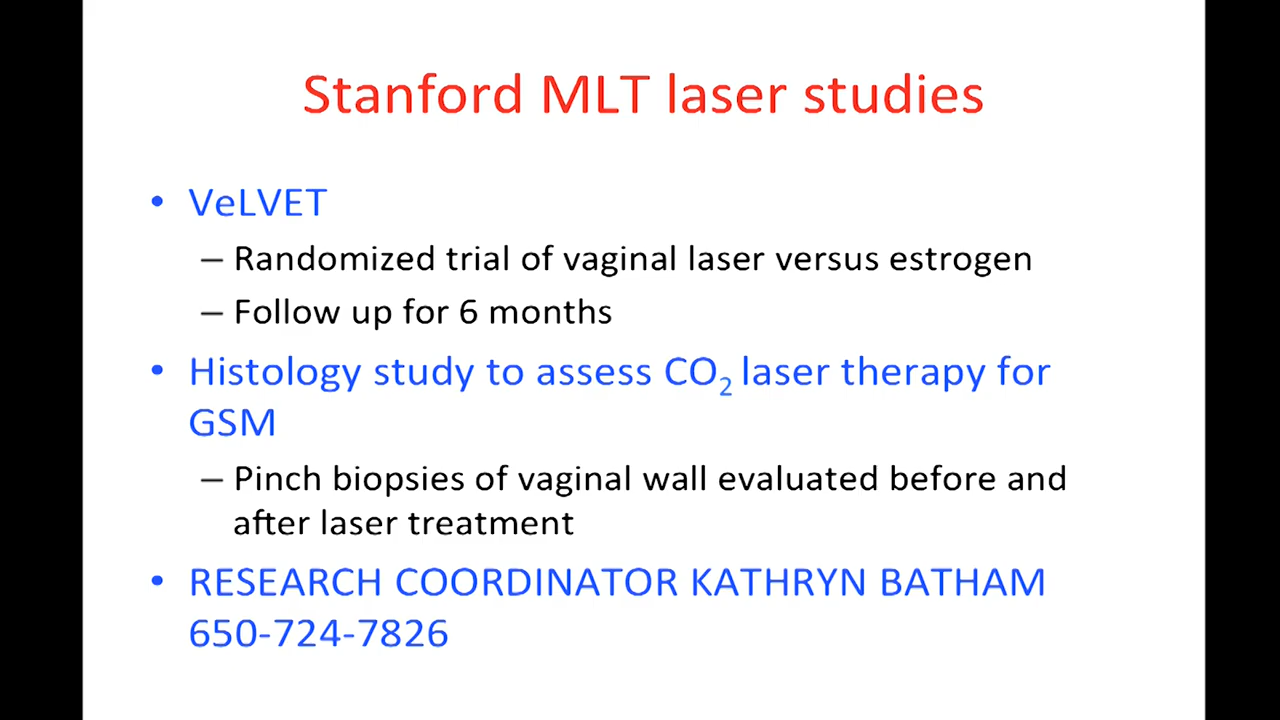 Stanford MLT laser studies
• VeLVET
– Randomized trial of vaginal laser versus estrogen
– Follow up for 6 months
• Histology study to assess CO₂ laser therapy for
GSM
– Pinch biopsies of vaginal wall evaluated before and
after laser treatment
• RESEARCH COORDINATOR KATHRYN BATHAM
650-724-7826